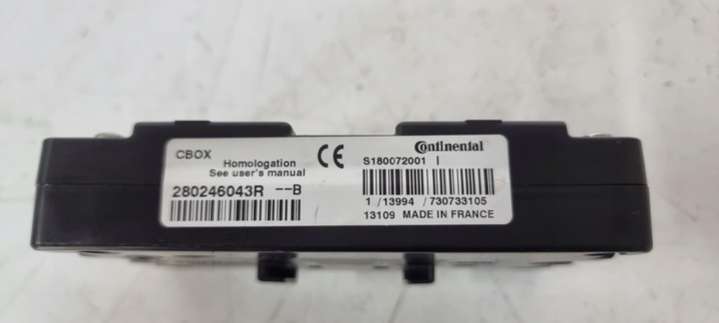 CBOX
Homologation
See user's manual
280246043R --B
CE
Continental
S180072001 I
1 /13994 /730733105
13109 MADE IN FRANCE